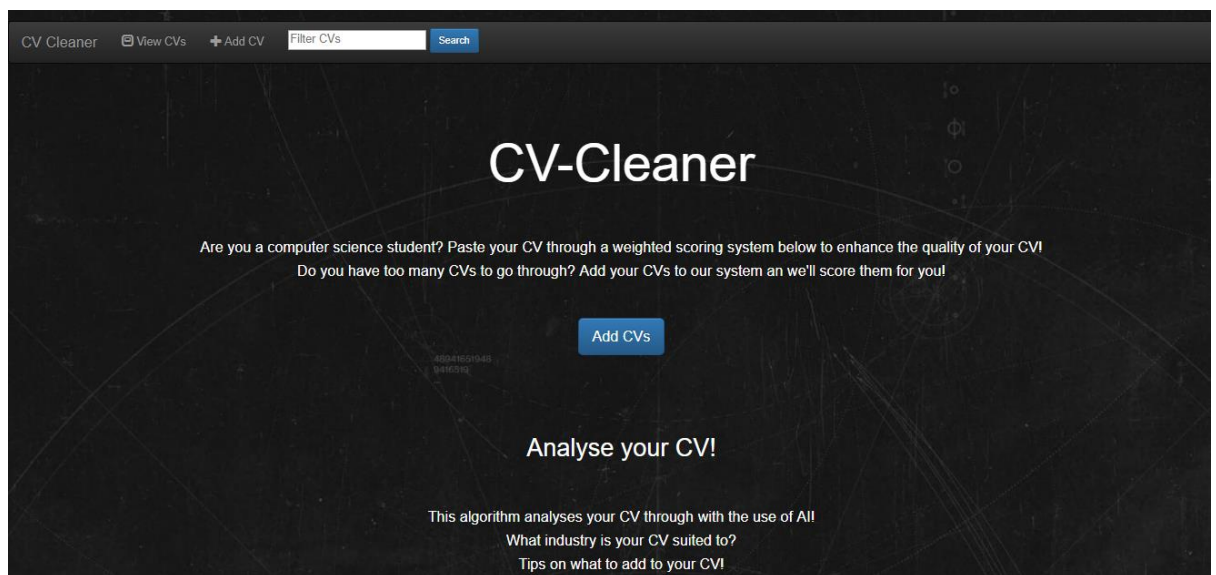 CV Cleaner View CVs Add CV Filter CVs Search
CV-Cleaner
Are you a computer science student? Paste your CV through a weighted scoring system below to enhance the quality of your CV!
Do you have too many CVs to go through? Add your CVs to our system an we'll score them for you!
Add CVs
48941651948
9416519
Analyse your CV!
This algorithm analyses your CV through with the use of AI!
What industry is your CV suited to?
Tips on what to add to your CV!